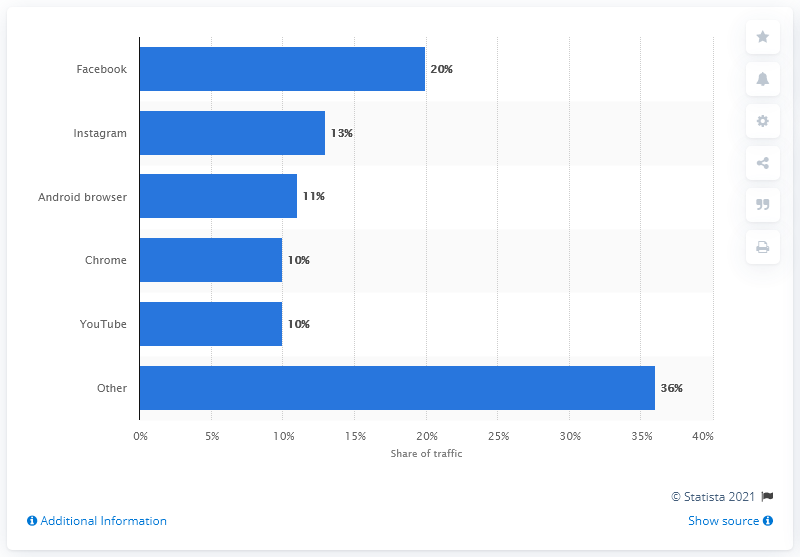 Facebook 20%
Instagram 13%
Android browser 11%
Chrome 10%
YouTube 10%
Other 36%
0% 5% 10% 15% 20% 25% 30% 35% 40%
Share of traffic
© Statista 2021
Additional Information Show source